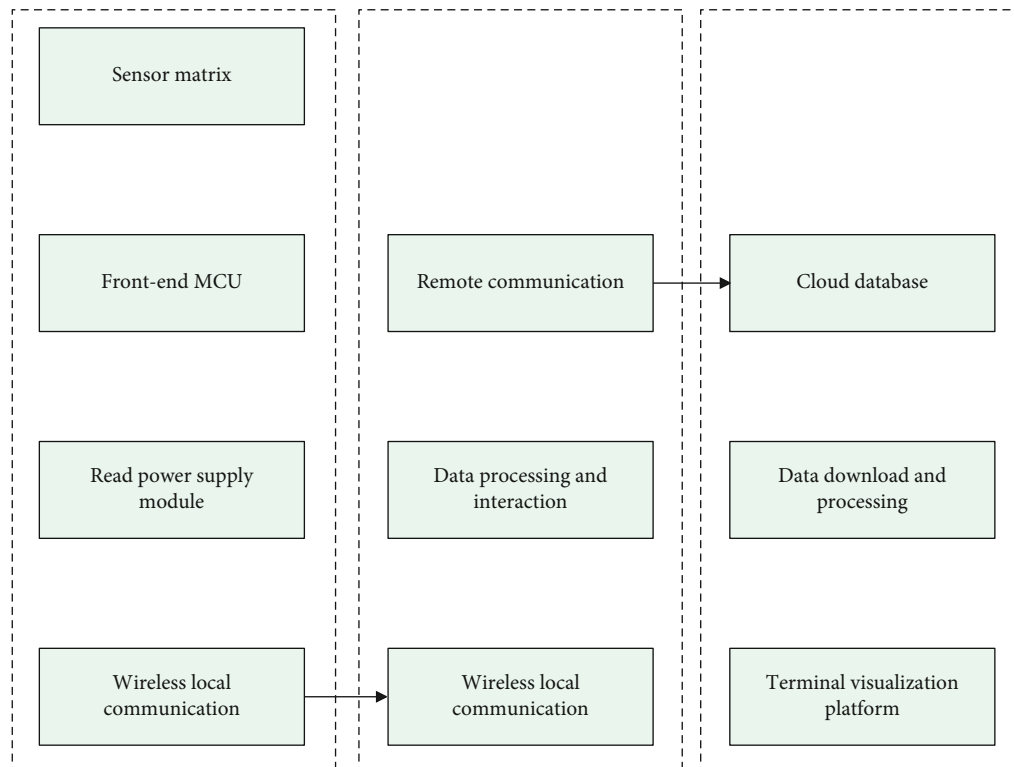 Sensor matrix
Front-end MCU
Read power supply
module
Wireless local
communication
Remote communication
Data processing and
interaction
Wireless local
communication
Cloud database
Data download and
processing
Terminal visualization
platform